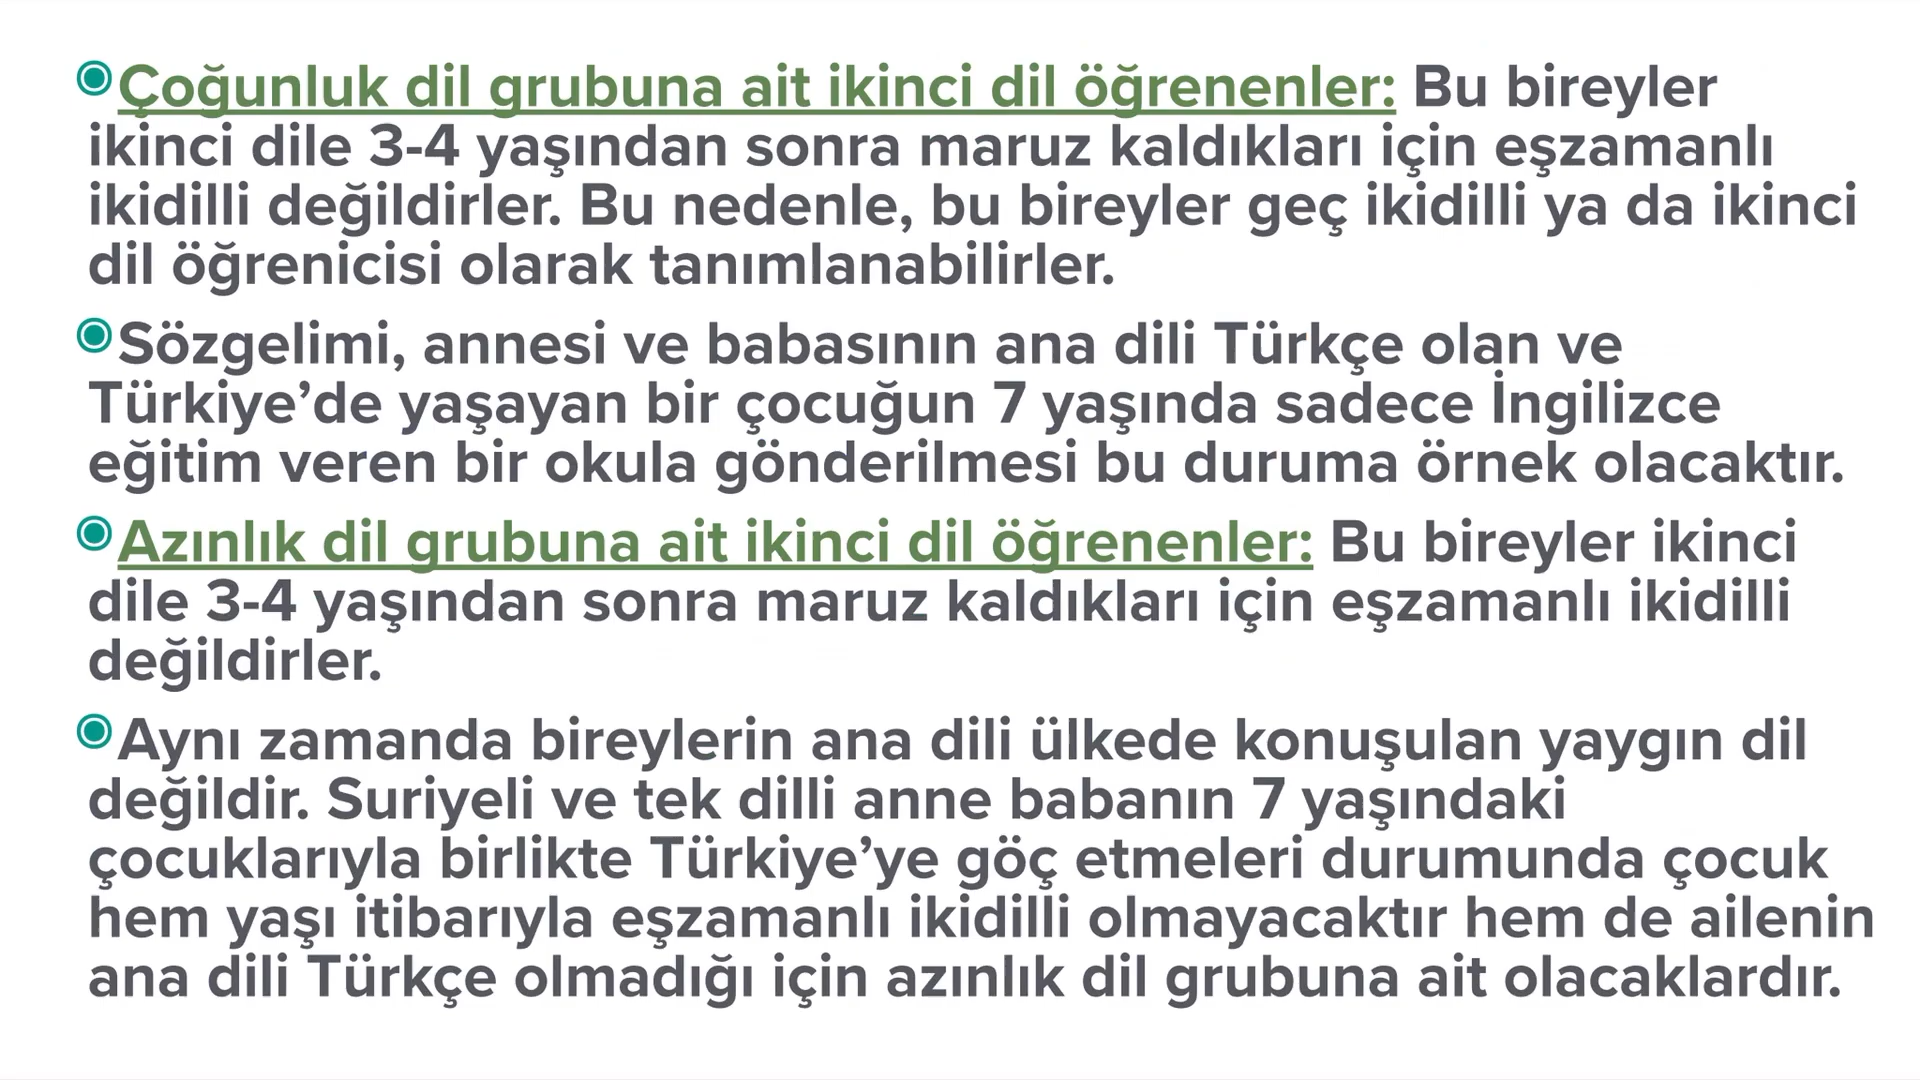 Çoğunluk dil grubuna ait ikinci dil öğrenenler: Bu bireyler
ikinci dile 3-4 yaşından sonra maruz kaldıkları için eşzamanlı
ikidilli değildirler. Bu nedenle, bu bireyler geç ikidilli ya da ikinci
dil öğrenicisi olarak tanımlanabilirler.
Sözgelimi, annesi ve babasının ana dili Türkçe olan ve
Türkiye’de yaşayan bir çocuğun 7 yaşında sadece İngilizce
eğitim veren bir okula gönderilmesi bu duruma örnek olacaktır.
Azınlık dil grubuna ait ikinci dil öğrenenler: Bu bireyler ikinci
dile 3-4 yaşından sonra maruz kaldıkları için eşzamanlı ikidilli
değildirler.
Aynı zamanda bireylerin ana dili ülkede konuşulan yaygın dil
değildir. Suriyeli ve tek dilli anne babanın 7 yaşındaki
çocuklarıyla birlikte Türkiye’ye göç etmeleri durumunda çocuk
hem yaşı itibarıyla eşzamanlı ikidilli olmayacaktır hem de ailenin
ana dili Türkçe olmadığı için azınlık dil grubuna ait olacaklardır.